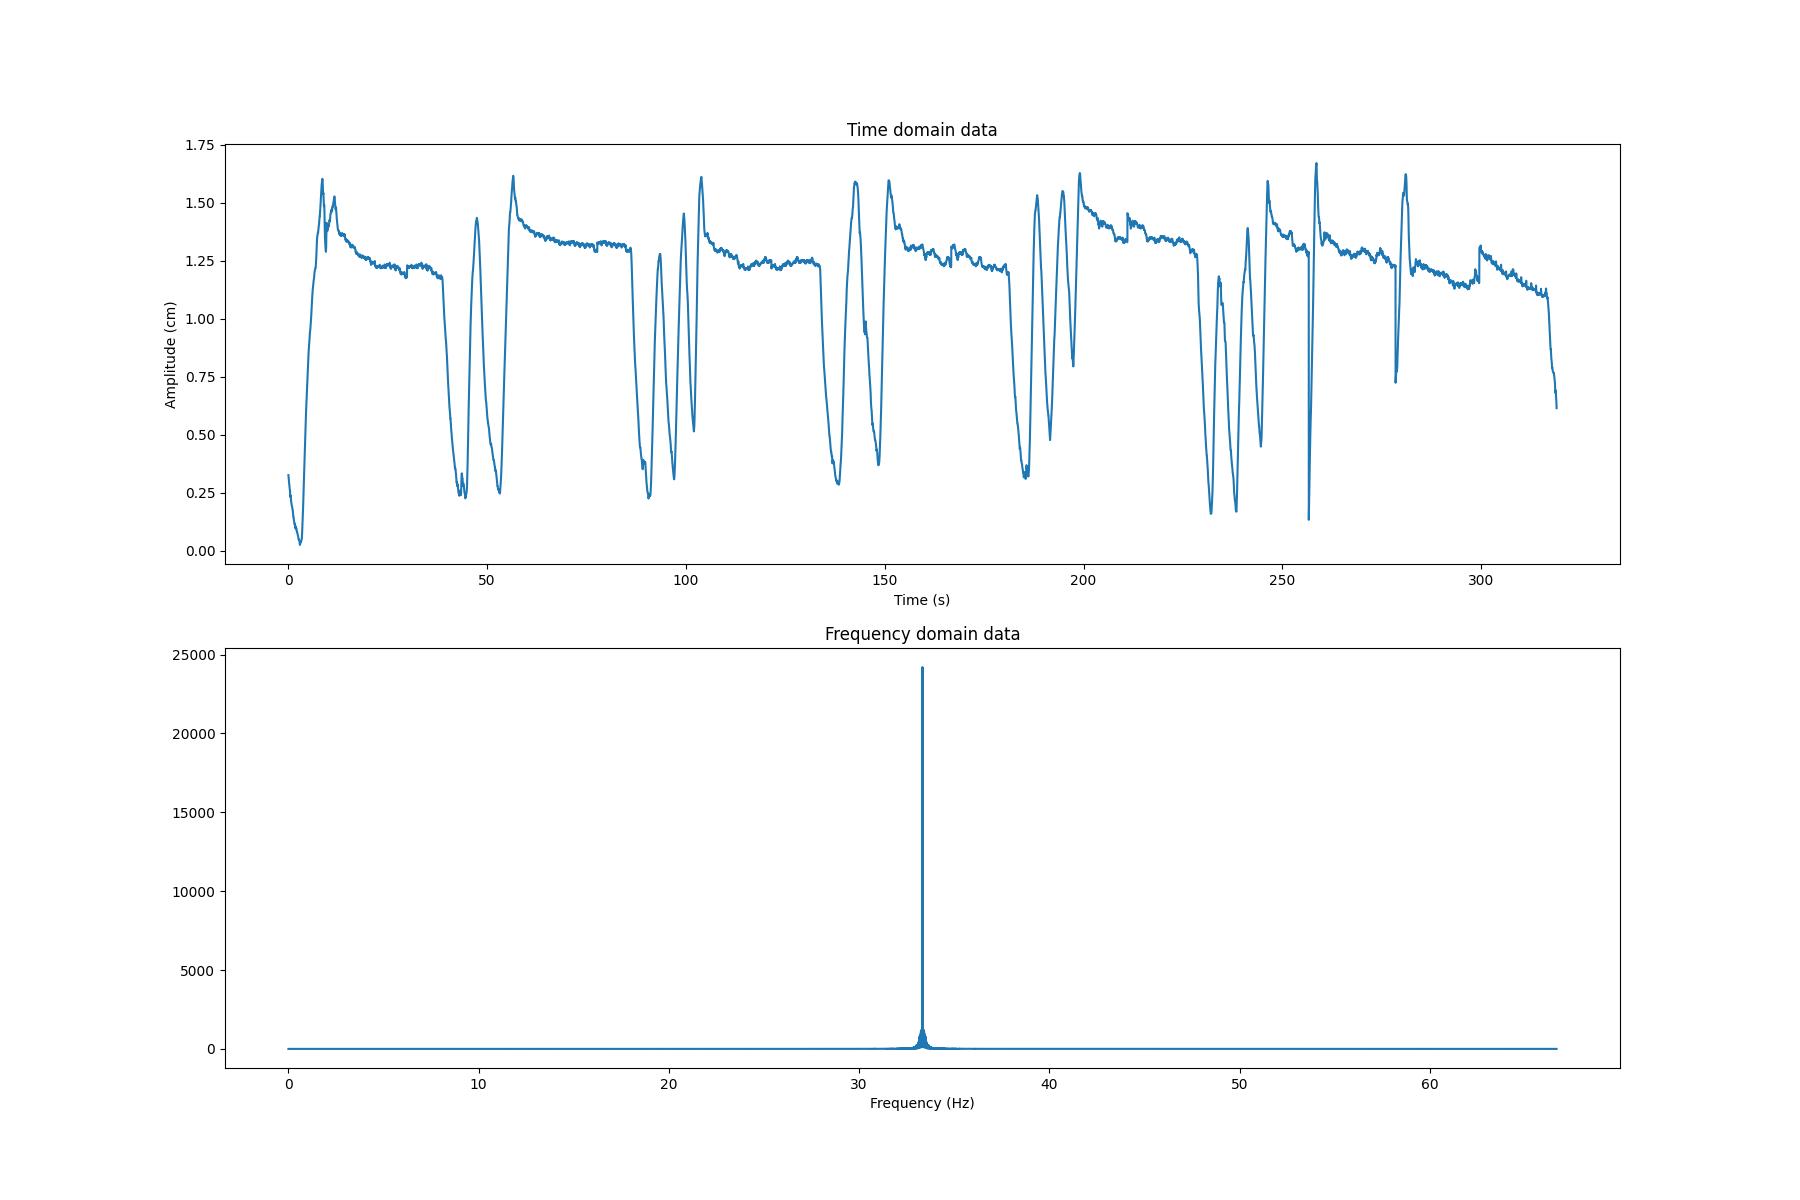 Time domain data
1.75
1.50
1.25
1.00
0.75
0.50
0.25
0.00
Amplitude (cm)
0 50 100 150 200 250 300
Time (s)
Frequency domain data
25000
20000
15000
10000
5000
0
0 10 20 30 40 50 60
Frequency (Hz)